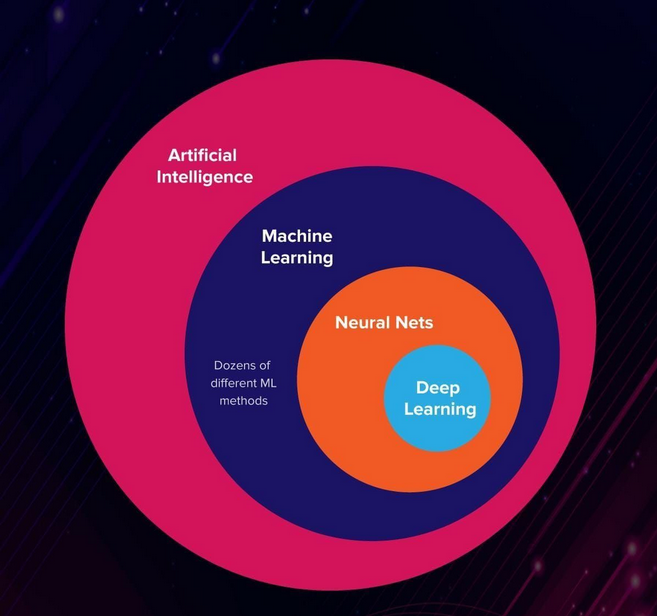 Artificial
Intelligence
Machine
Learning
Neural Nets
Dozens of
different ML
methods
Deep
Learning